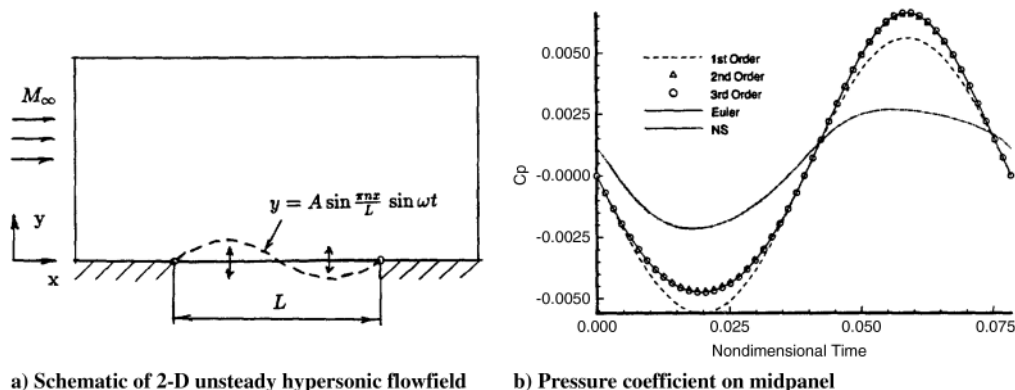 M∞
y
x
y = A sin πnx/L sin ωt
L
a) Schematic of 2-D unsteady hypersonic flowfield
0.0050
0.0025
-0.0000
-0.0025
-0.0050
Cp
1st Order
2nd Order
3rd Order
Euler
NS
0.000
0.025
0.050
0.075
Nondimensional Time
b) Pressure coefficient on midpanel